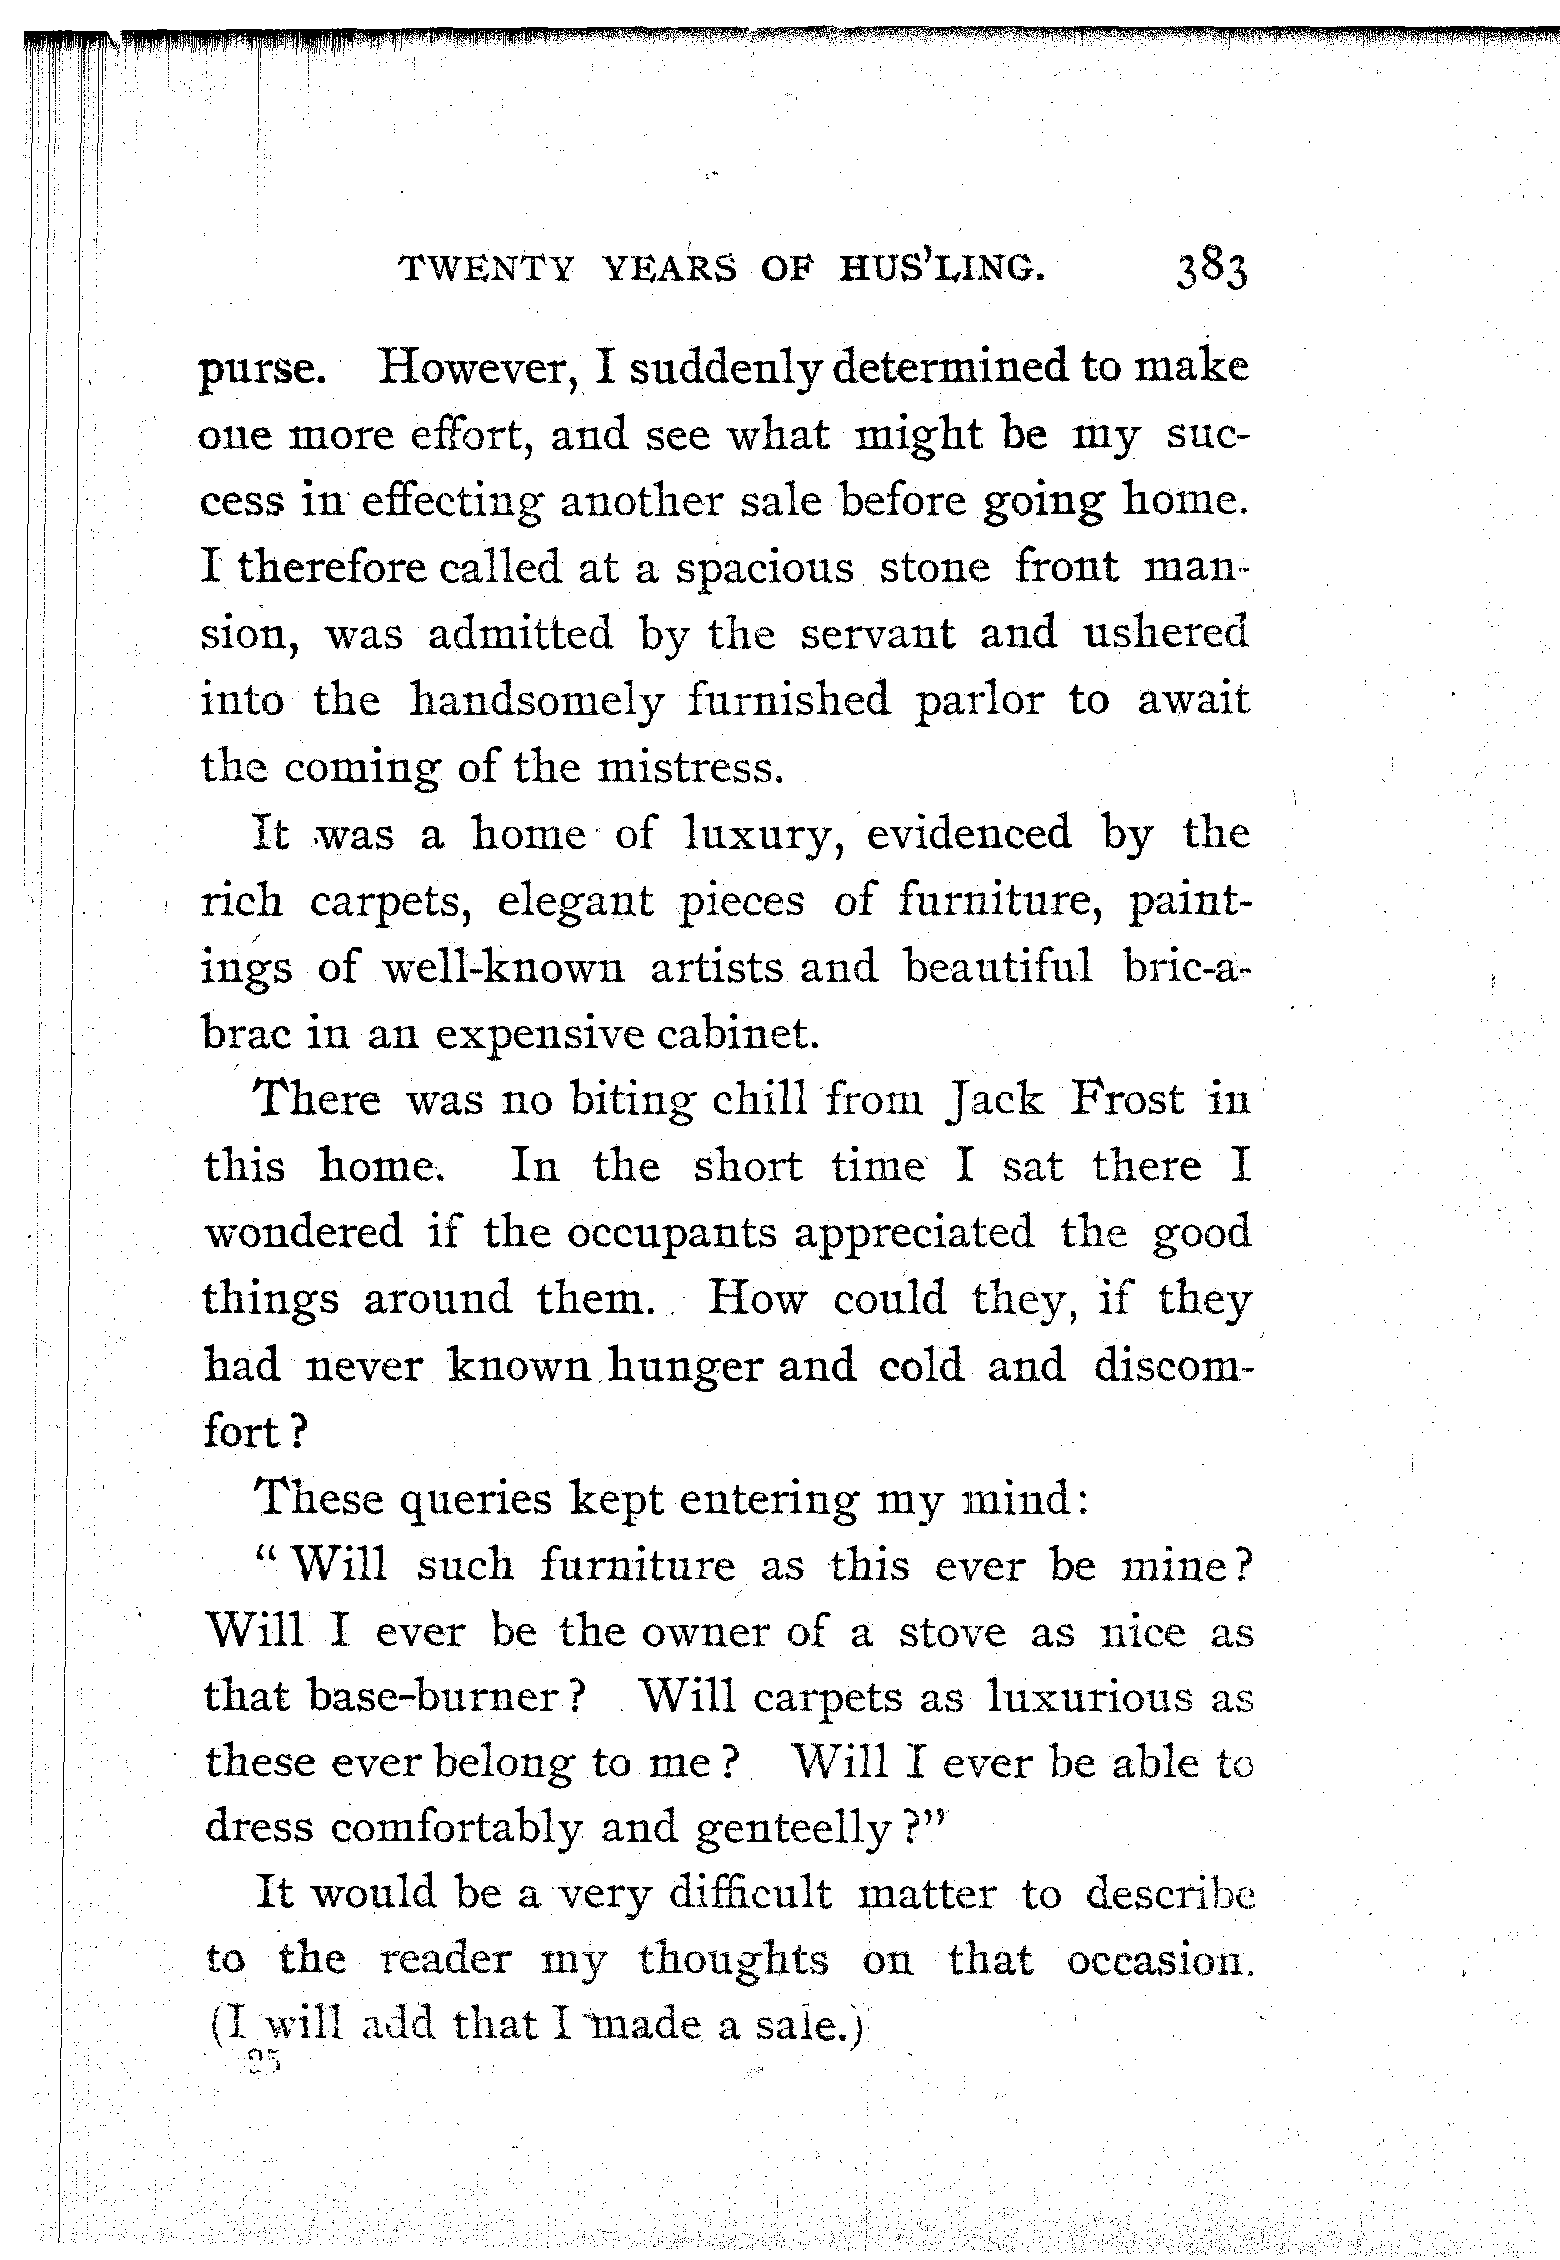 TWENTY YEARS OF HUS'LING. 383
purse. However, I suddenly determined to make
one more effort, and see what might be my suc-
cess in effecting another sale before going home.
I therefore called at a spacious stone front man-
sion, was admitted by the servant and ushered
into the handsomely furnished parlor to await
the coming of the mistress.
It was a home of luxury, evidenced by the
rich carpets, elegant pieces of furniture, paint-
ings of well-known artists and beautiful bric-a-
brac in an expensive cabinet.
There was no biting chill from Jack Frost in
this home. In the short time I sat there I
wondered if the occupants appreciated the good
things around them. How could they, if they
had never known hunger and cold and discom-
fort?
These queries kept entering my mind:
"Will such furniture as this ever be mine?
Will I ever be the owner of a stove as nice as
that base-burner? Will carpets as luxurious as
these ever belong to me? Will I ever be able to
dress comfortably and genteelly?"
It would be a very difficult matter to describe
to the reader my thoughts on that occasion.
(I will add that I made a sale.)
25